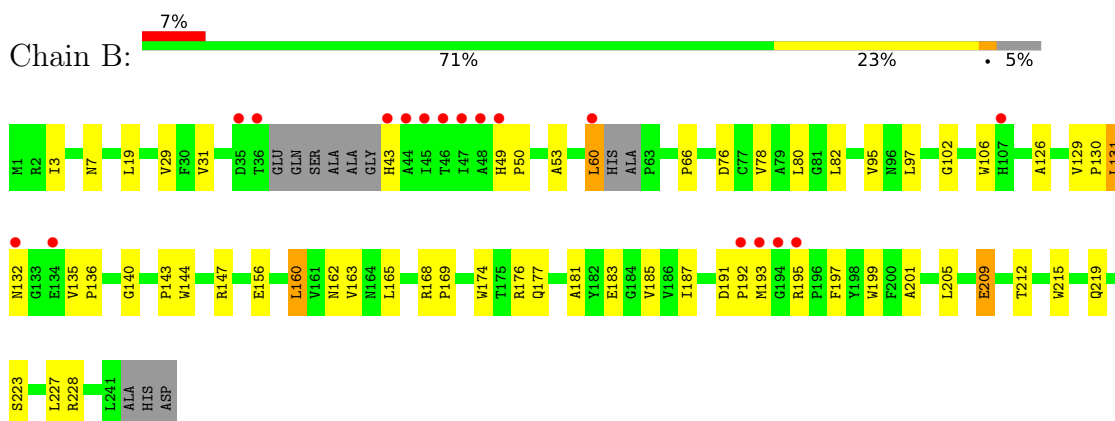 7%
Chain B:
71% 23% • 5%
M1 R2 I3 N7 L19 V29 F30 V31 D35 T36 GLU GLN SER ALA ALA GLY H43 A44 I45 T46 I47 A48 H49 P50 A53 L60 HIS ALA P63 P66 D76 C77 V78 A79 L80 G81 L82 V95 N96 L97 G102 W106 H107 A126 V129 P130 L131
N132 G133 E134 V135 P136 G140 P143 W144 R147 E156 L160 V161 N162 V163 N164 L165 R168 P169 W174 T175 R176 Q177 A181 Y182 E183 G184 V185 V186 I187 D191 P192 M193 G194 R195 P196 F197 Y198 W199 F200 A201 L205 E209 T212 W215 Q219
S223 L227 R228 L241 ALA HIS ASP